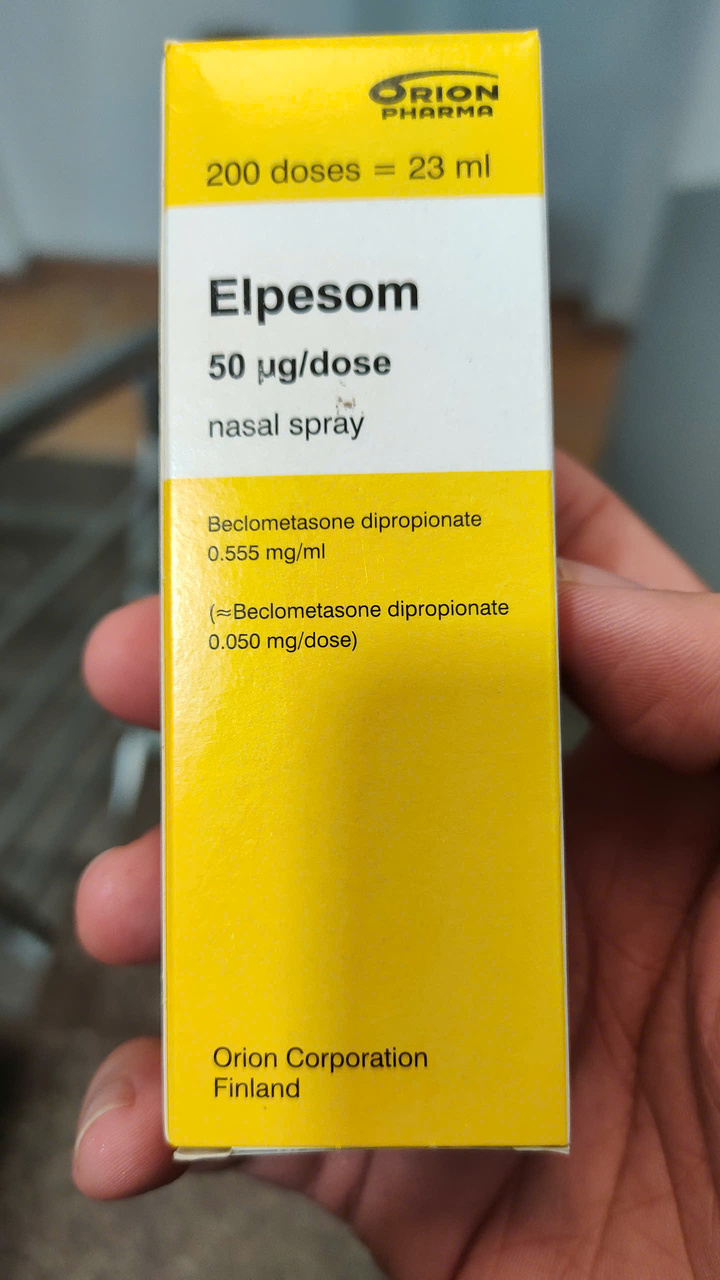 ORION
PHARMA
200 doses = 23 ml
Elpesom
50 µg/dose
nasal spray
Beclometasone dipropionate
0.555 mg/ml
(≈Beclometasone dipropionate
0.050 mg/dose)
Orion Corporation
Finland